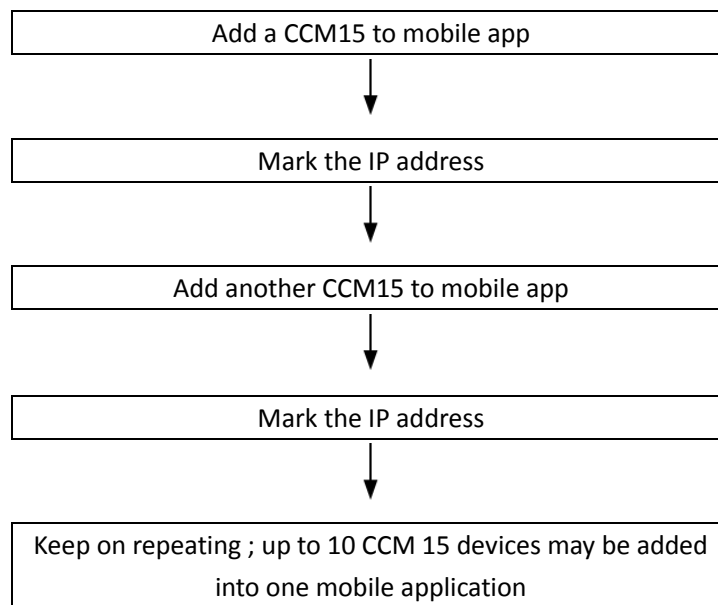 Add a CCM15 to mobile app
Mark the IP address
Add another CCM15 to mobile app
Mark the IP address
Keep on repeating ; up to 10 CCM 15 devices may be added
into one mobile application